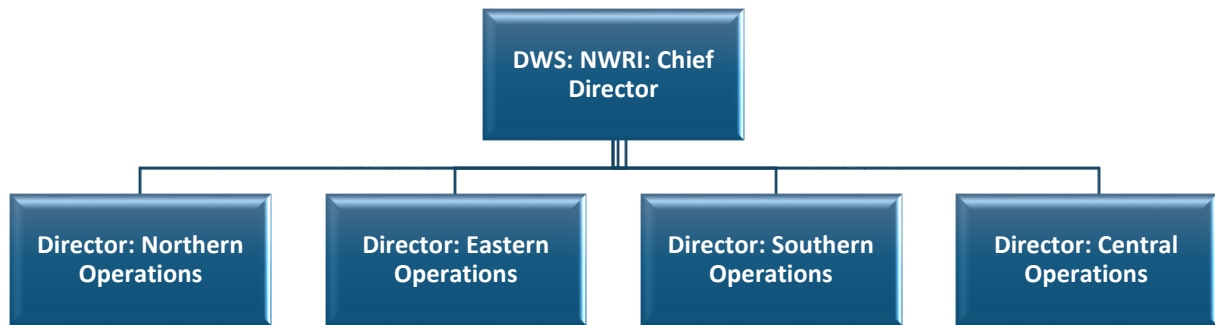 DWS: NWRI: Chief
Director
Director: Northern
Operations
Director: Eastern
Operations
Director: Southern
Operations
Director: Central
Operations